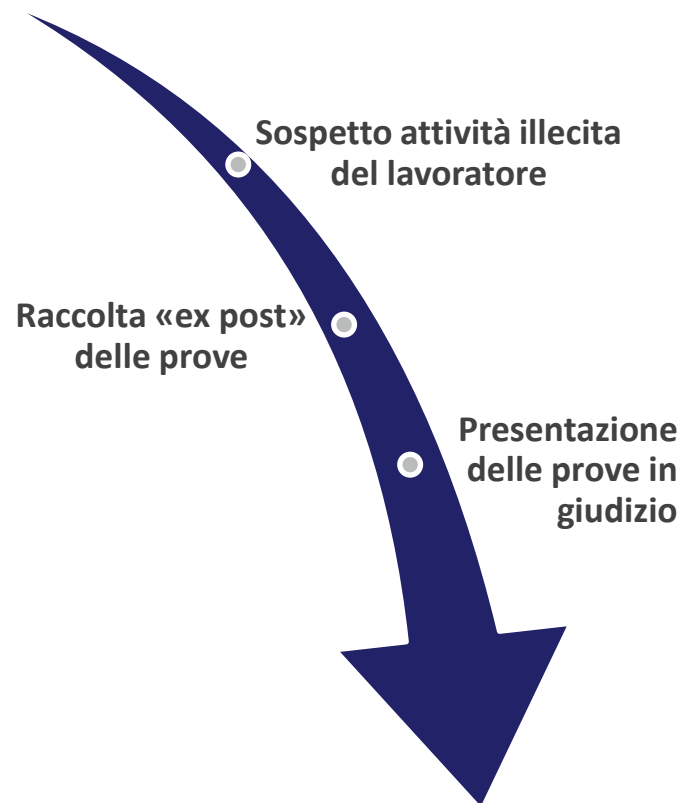 Sospetto attività illecita
del lavoratore
Raccolta «ex post»
delle prove
Presentazione
delle prove in
giudizio